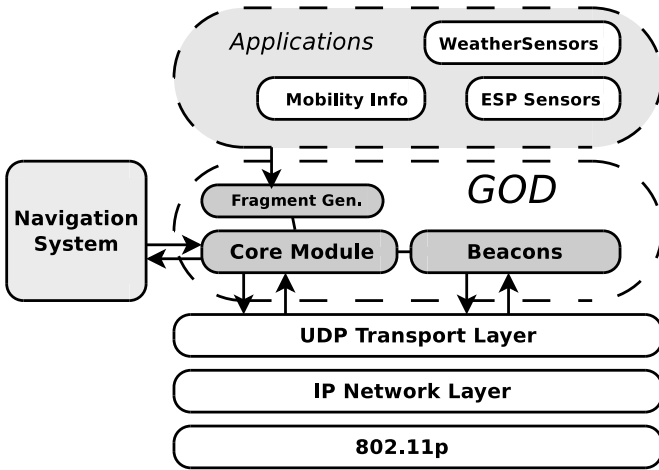 Applications
WeatherSensors
Mobility Info
ESP Sensors
GOD
Fragment Gen.
Navigation
System
Core Module
Beacons
UDP Transport Layer
IP Network Layer
802.11p